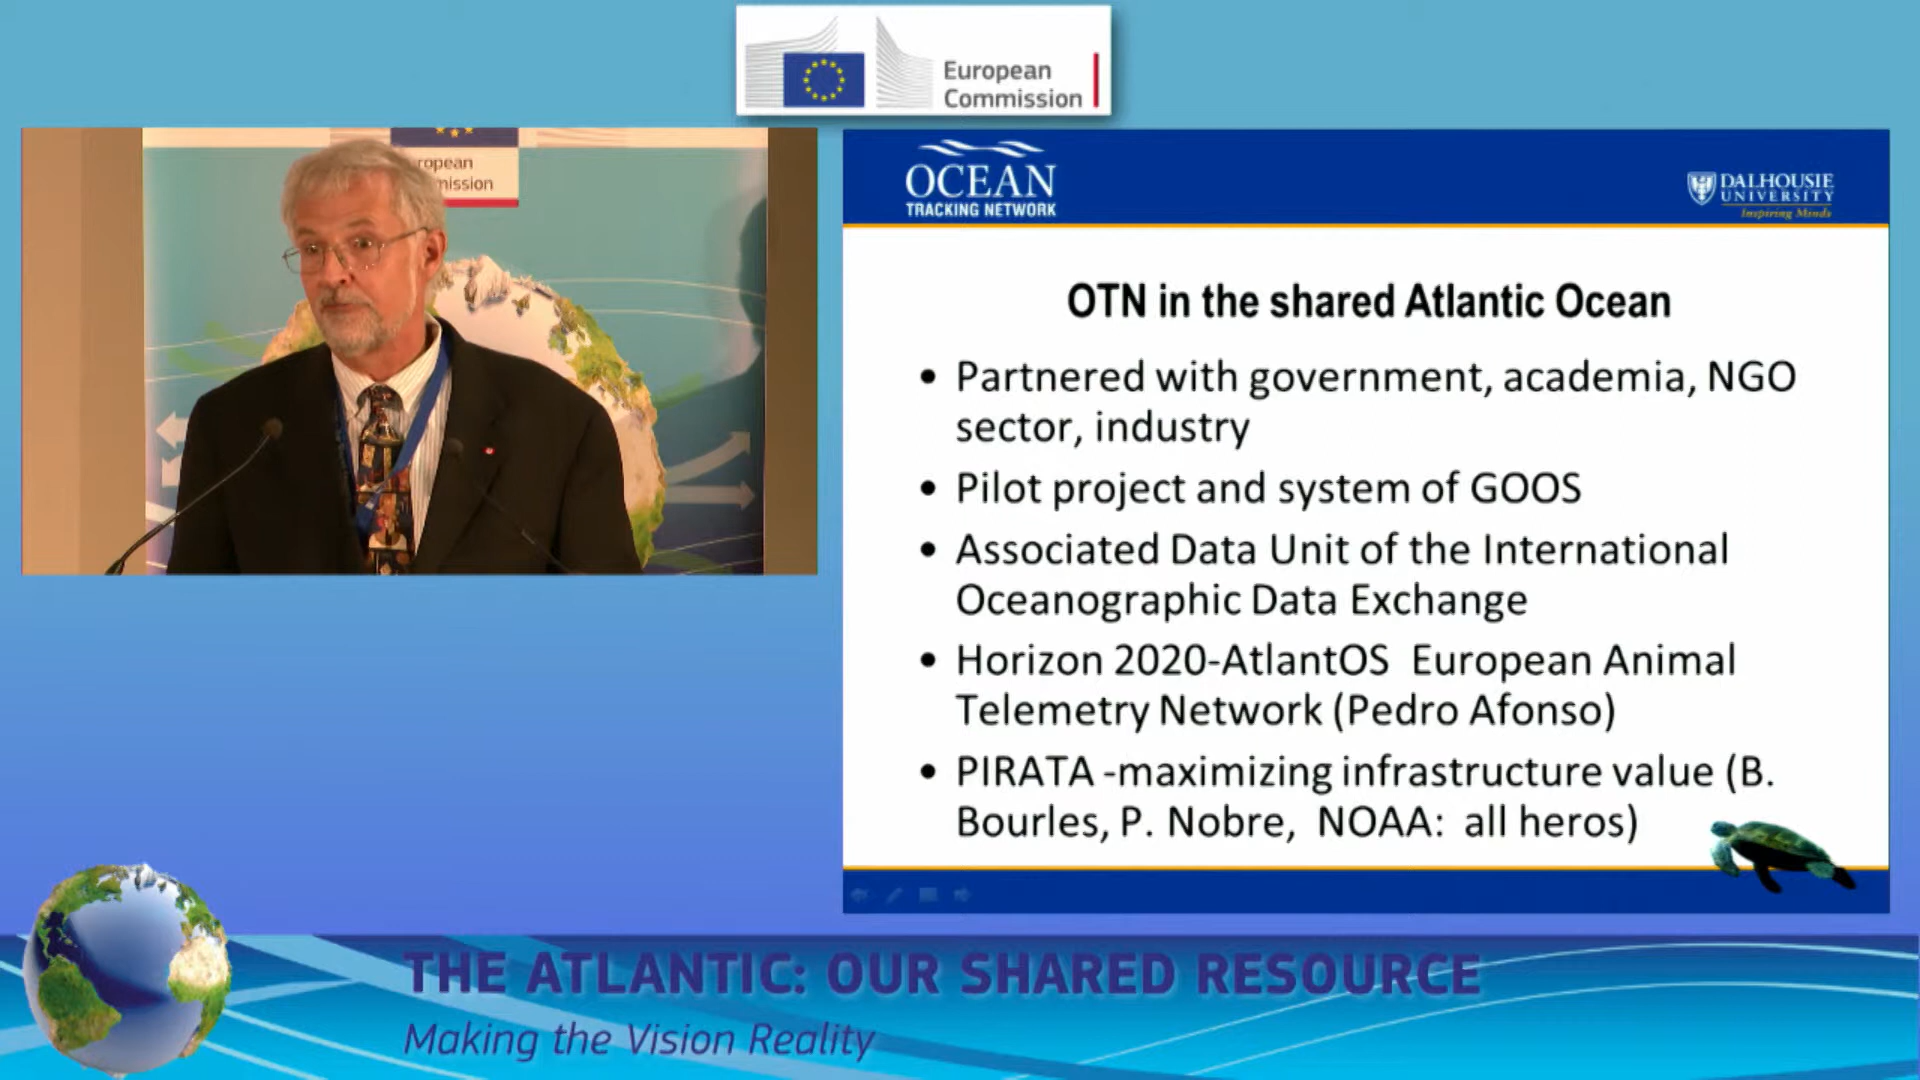 European
Commission
ropean
mission
OCEAN
TRACKING NETWORK
DALHOUSIE
UNIVERSITY
Inspiring Minds
OTN in the shared Atlantic Ocean
• Partnered with government, academia, NGO
sector, industry
• Pilot project and system of GOOS
• Associated Data Unit of the International
Oceanographic Data Exchange
• Horizon 2020-AtlantOS European Animal
Telemetry Network (Pedro Afonso)
• PIRATA -maximizing infrastructure value (B.
Bourles, P. Nobre, NOAA: all heros)
THE ATLANTIC: OUR SHARED RESOURCE
Making the Vision Reality